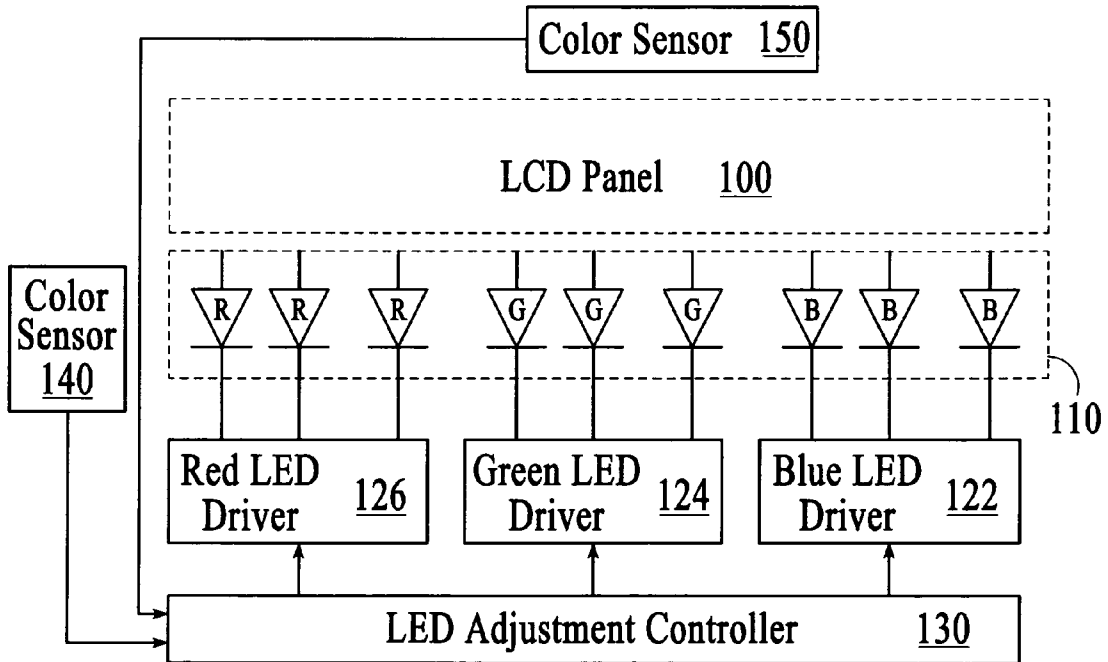 Color Sensor 150
LCD Panel 100
Color
Sensor
140
R R R G G G B B B
110
Red LED
Driver 126
Green LED
Driver 124
Blue LED
Driver 122
LED Adjustment Controller 130